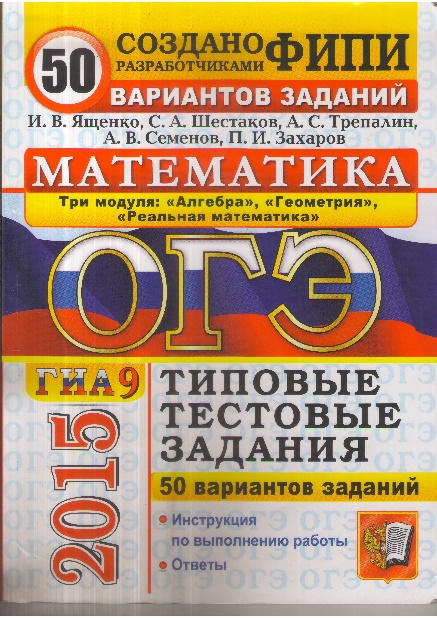 50
СОЗДАНО
РАЗРАБОТЧИКАМИ ФИПИ
ВАРИАНТОВ ЗАДАНИЙ
И. В. Ященко, С. А. Шестаков, А. С. Трепалин,
А. В. Семенов, П. И. Захаров
МАТЕМАТИКА
Три модуля: «Алгебра», «Геометрия»,
«Реальная математика»
ОГЭ
ГИА 9
2015
ТИПОВЫЕ
ТЕСТОВЫЕ
ЗАДАНИЯ
50 вариантов заданий
• Инструкция
по выполнению работы
• Ответы